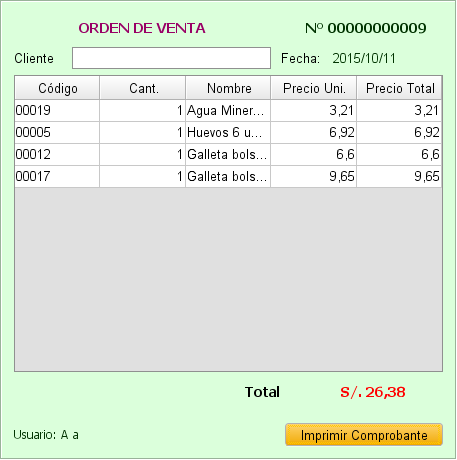 ORDEN DE VENTA Nº 00000000009
Cliente Fecha: 2015/10/11
Código Cant. Nombre Precio Uni. Precio Total
00019 1 Agua Miner... 3,21 3,21
00005 1 Huevos 6 u... 6,92 6,92
00012 1 Galleta bols... 6,6 6,6
00017 1 Galleta bols... 9,65 9,65
Total S/. 26,38
Usuario: A a Imprimir Comprobante